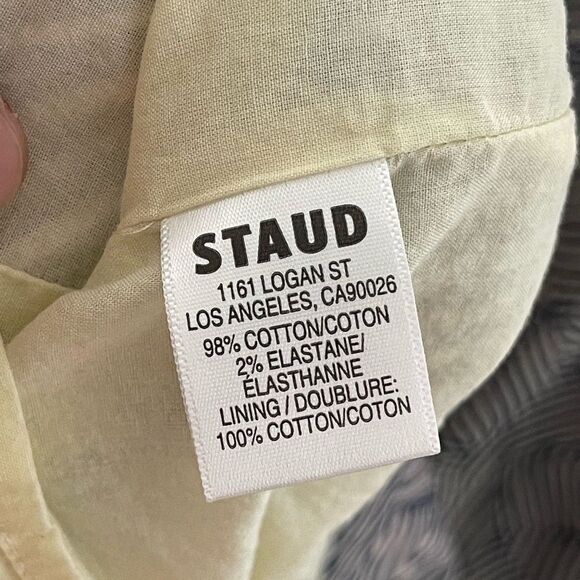 STAUD
1161 LOGAN ST
LOS ANGELES, CA90026
98% COTTON/COTON
2% ELASTANE/
ÉLASTHANNE
LINING / DOUBLURE:
100% COTTON/COTON